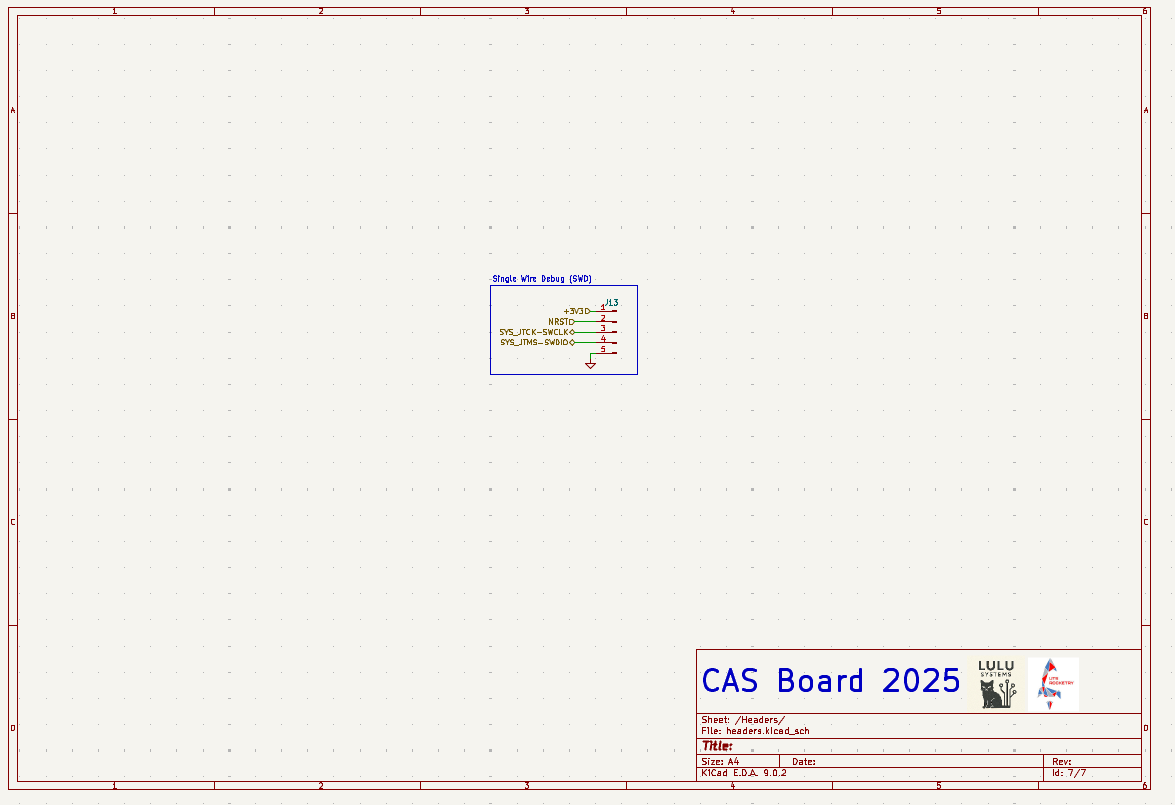 1 2 3 4 5 6
A A
Single Wire Debug (SWD)
J13
+3V3 1
NRST 2
B B
SYS_JTCK-SWCLK 3
SYS_JTMS-SWDIO 4
5
C C
CAS Board 2025
LULU
SYSTEMS
UTS
ROCKETRY
Sheet: /Headers/
File: headers.kicad_sch
D D
Title:
Size: A4 Date: Rev:
KiCad E.D.A. 9.0.2 Id: 7/7
1 2 3 4 5 6